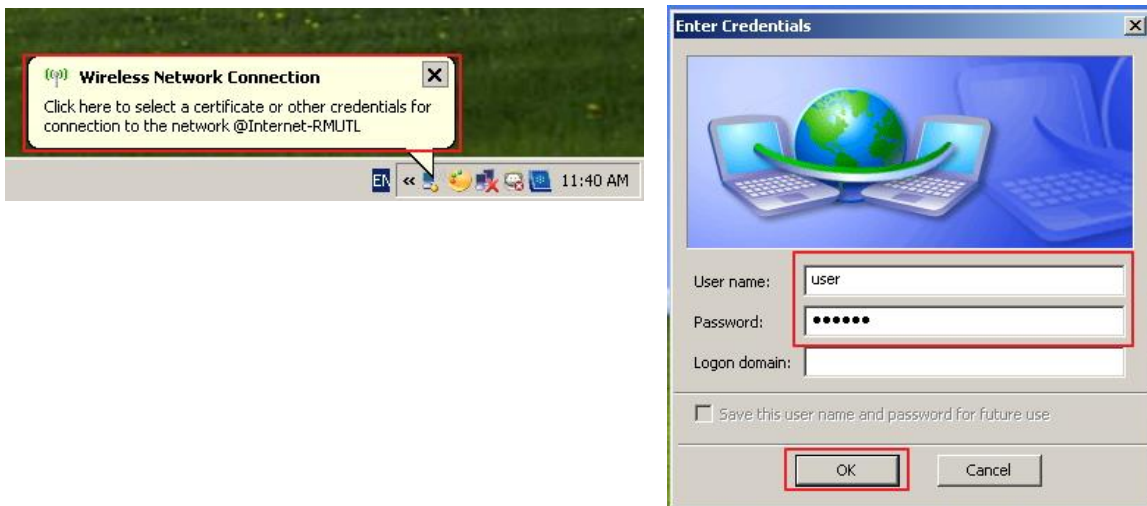 Wireless Network Connection
Click here to select a certificate or other credentials for
connection to the network @Internet-RMUTL
EN
«
11:40 AM
Enter Credentials
User name:
user
Password:
••••••
Logon domain:
Save this user name and password for future use
OK
Cancel